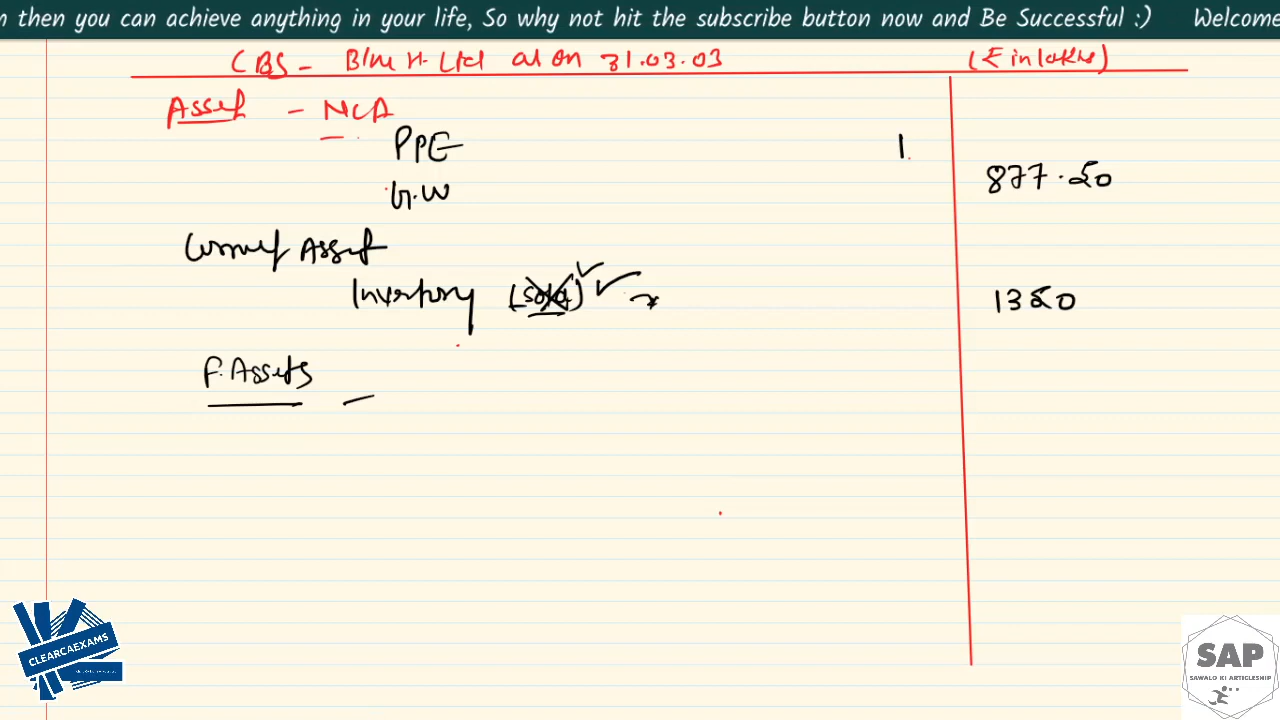 n then you can achieve anything in your life, So why not hit the subscribe button now and Be Successful :) Welcome
CBS - Blue H. Ltd as on 31.03.03 (₹ in lakhs)
Asset - NCA
PPE 1
877.50
G.W
Current Asset
Inventory 1350
F. Assets
CLEARCAEXAMS
SAP
SAWALO KI ARTICLESHIP